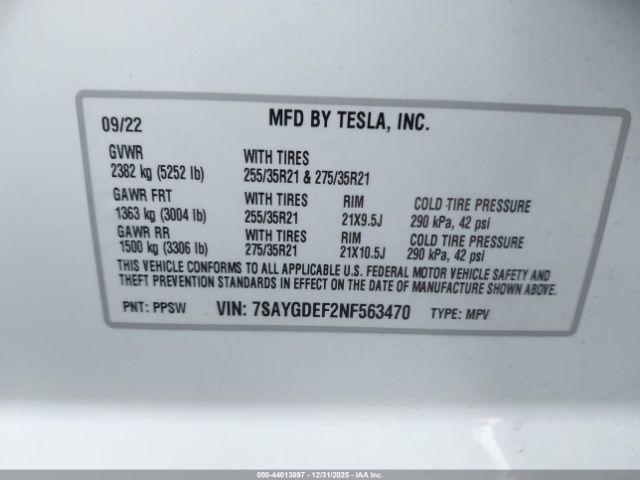 09/22 MFD BY TESLA, INC.
GVWR WITH TIRES
2382 kg (5252 lb) 255/35R21 & 275/35R21
GAWR FRT WITH TIRES RIM COLD TIRE PRESSURE
1363 kg (3004 lb) 255/35R21 21X9.5J 290 kPa, 42 psi
GAWR RR WITH TIRES RIM COLD TIRE PRESSURE
1500 kg (3306 lb) 275/35R21 21X10.5J 290 kPa, 42 psi
THIS VEHICLE CONFORMS TO ALL APPLICABLE U.S. FEDERAL MOTOR VEHICLE SAFETY AND
THEFT PREVENTION STANDARDS IN EFFECT ON THE DATE OF MANUFACTURE SHOWN ABOVE.
PNT: PPSW VIN: 7SAYGDEF2NF563470 TYPE: MPV
000-44013897 - 12/31/2025 - IAAI.COM